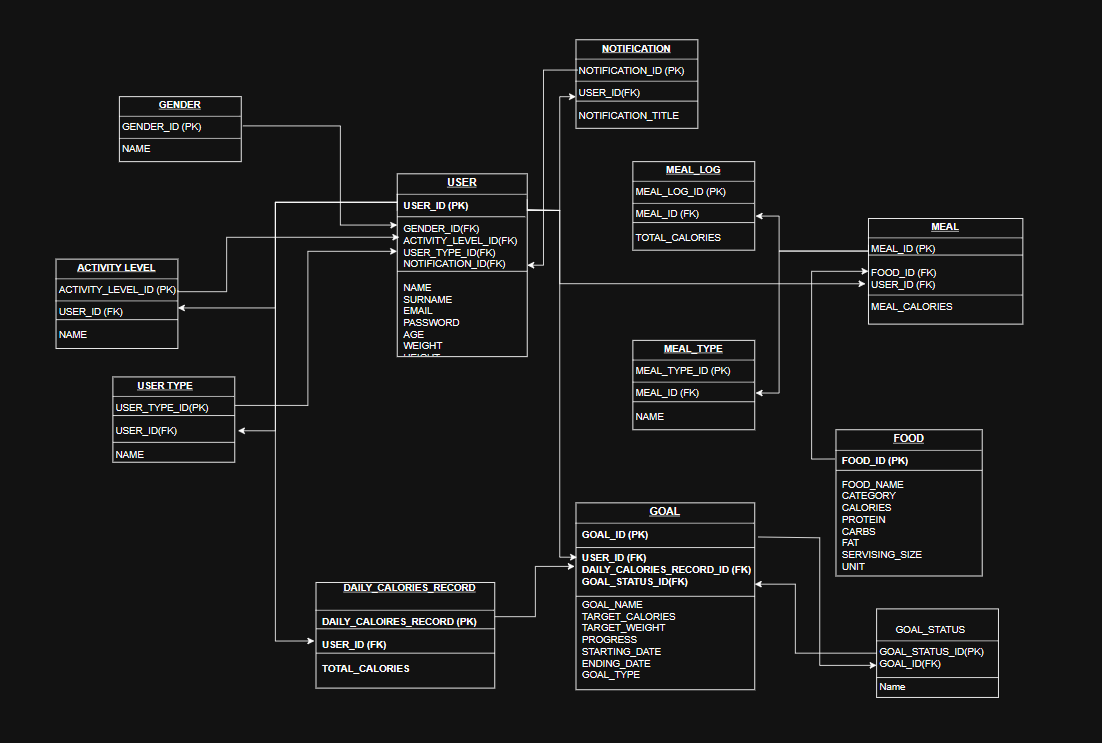 NOTIFICATION
NOTIFICATION_ID (PK)
USER_ID(FK)
NOTIFICATION_TITLE
GENDER
GENDER_ID (PK)
NAME
USER
USER_ID (PK)
GENDER_ID(FK)
ACTIVITY_LEVEL_ID(FK)
USER_TYPE_ID(FK)
NOTIFICATION_ID(FK)
NAME
SURNAME
EMAIL
PASSWORD
AGE
WEIGHT
HEIGHT
MEAL_LOG
MEAL_LOG_ID (PK)
MEAL_ID (FK)
TOTAL_CALORIES
MEAL
MEAL_ID (PK)
FOOD_ID (FK)
USER_ID (FK)
MEAL_CALORIES
ACTIVITY LEVEL
ACTIVITY_LEVEL_ID (PK)
USER_ID (FK)
NAME
MEAL_TYPE
MEAL_TYPE_ID (PK)
MEAL_ID (FK)
NAME
USER TYPE
USER_TYPE_ID(PK)
USER_ID(FK)
NAME
FOOD
FOOD_ID (PK)
FOOD_NAME
CATEGORY
CALORIES
PROTEIN
CARBS
FAT
SERVISING_SIZE
UNIT
GOAL
GOAL_ID (PK)
USER_ID (FK)
DAILY_CALORIES_RECORD_ID (FK)
GOAL_STATUS_ID(FK)
GOAL_NAME
TARGET_CALORIES
TARGET_WEIGHT
PROGRESS
STARTING_DATE
ENDING_DATE
GOAL_TYPE
DAILY_CALORIES_RECORD
DAILY_CALOIRES_RECORD (PK)
USER_ID (FK)
TOTAL_CALORIES
GOAL_STATUS
GOAL_STATUS_ID(PK)
GOAL_ID(FK)
Name